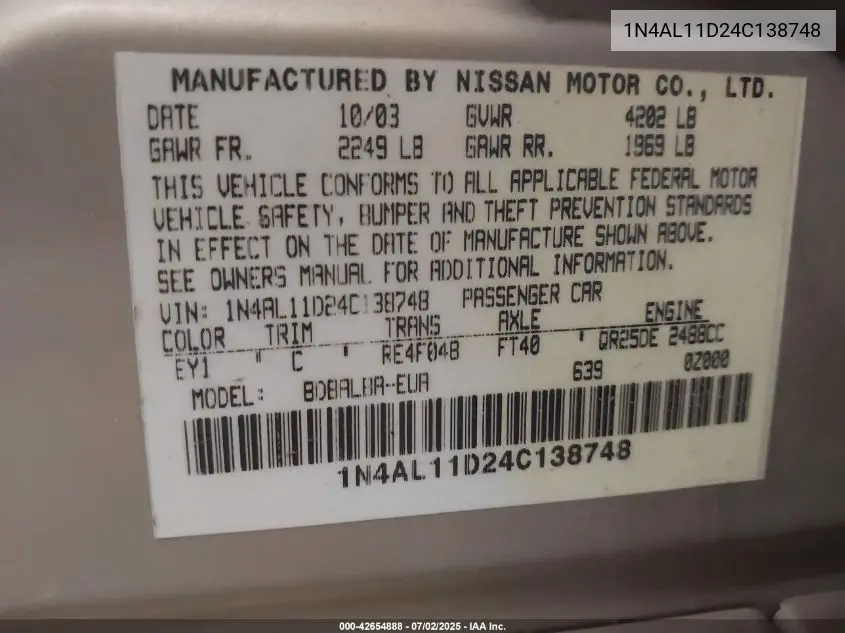 1N4AL11D24C138748
MANUFACTURED BY NISSAN MOTOR CO., LTD.
DATE 10/03 GVWR 4202 LB
GAWR FR. 2249 LB GAWR RR. 1969 LB
THIS VEHICLE CONFORMS TO ALL APPLICABLE FEDERAL MOTOR
VEHICLE SAFETY, BUMPER AND THEFT PREVENTION STANDARDS
IN EFFECT ON THE DATE OF MANUFACTURE SHOWN ABOVE.
SEE OWNERS MANUAL FOR ADDITIONAL INFORMATION.
VIN: 1N4AL11D24C138748 PASSENGER CAR
COLOR TRIM TRANS AXLE ENGINE
EY1 " C ' RE4F04B FT40 ' QR25DE 2488CC
MODEL: 639 0Z000
1N4AL11D24C138748
000-42654888 - 07/02/2025 - IAA Inc.